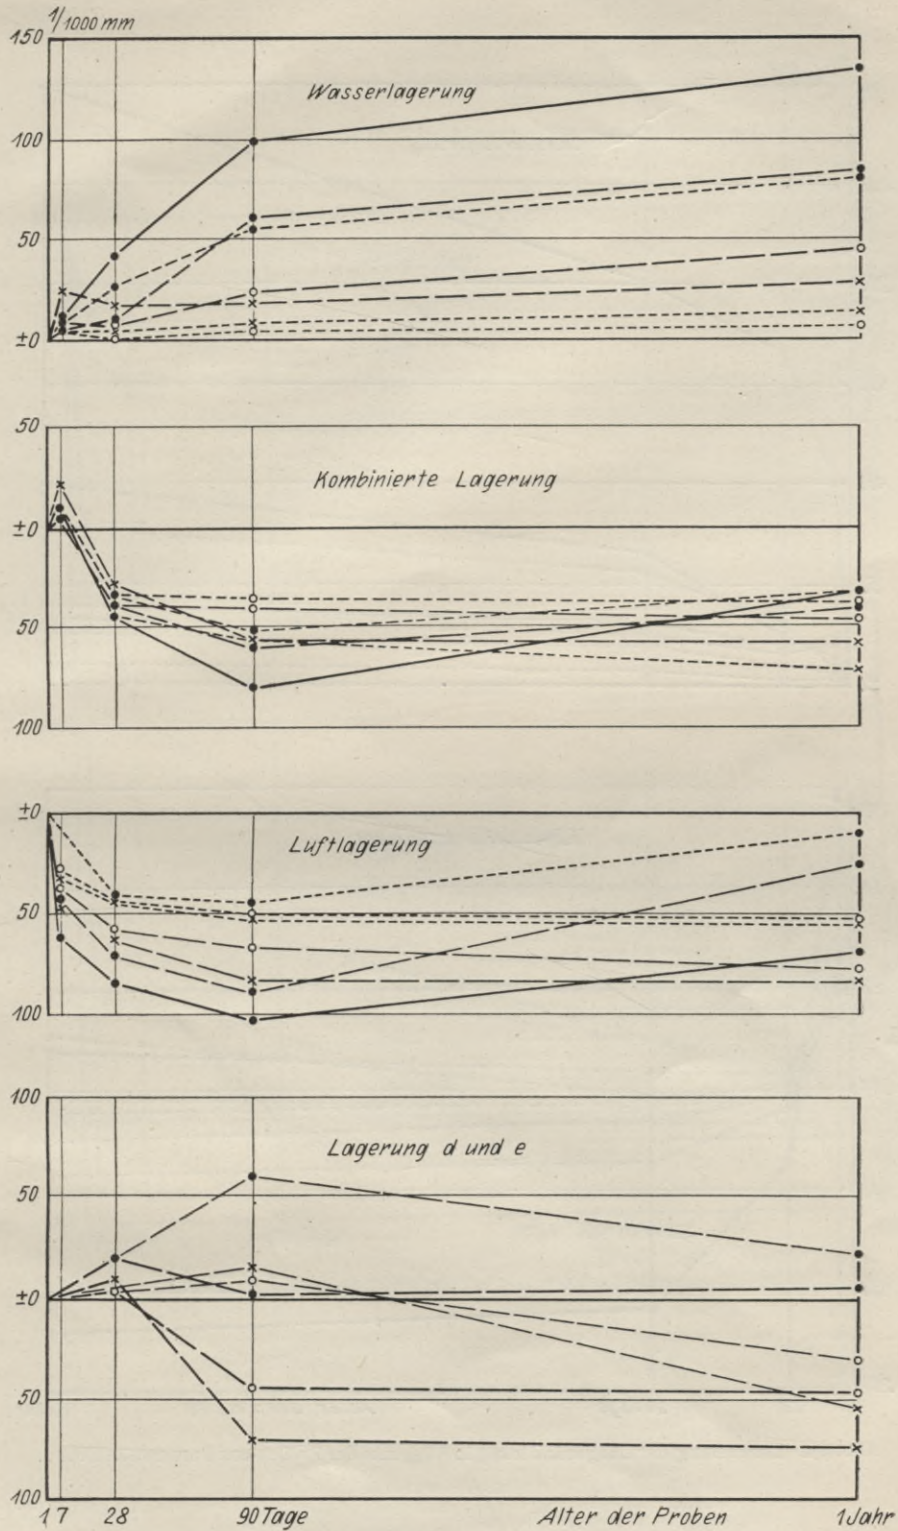 1/1000 mm
150
Wasserlagerung
100
50
±0
50
Kombinierte Lagerung
±0
50
100
±0
Luftlagerung
50
100
100
Lagerung d und e
50
±0
50
100
1 7 28 90 Tage Alter der Proben 1 Jahr